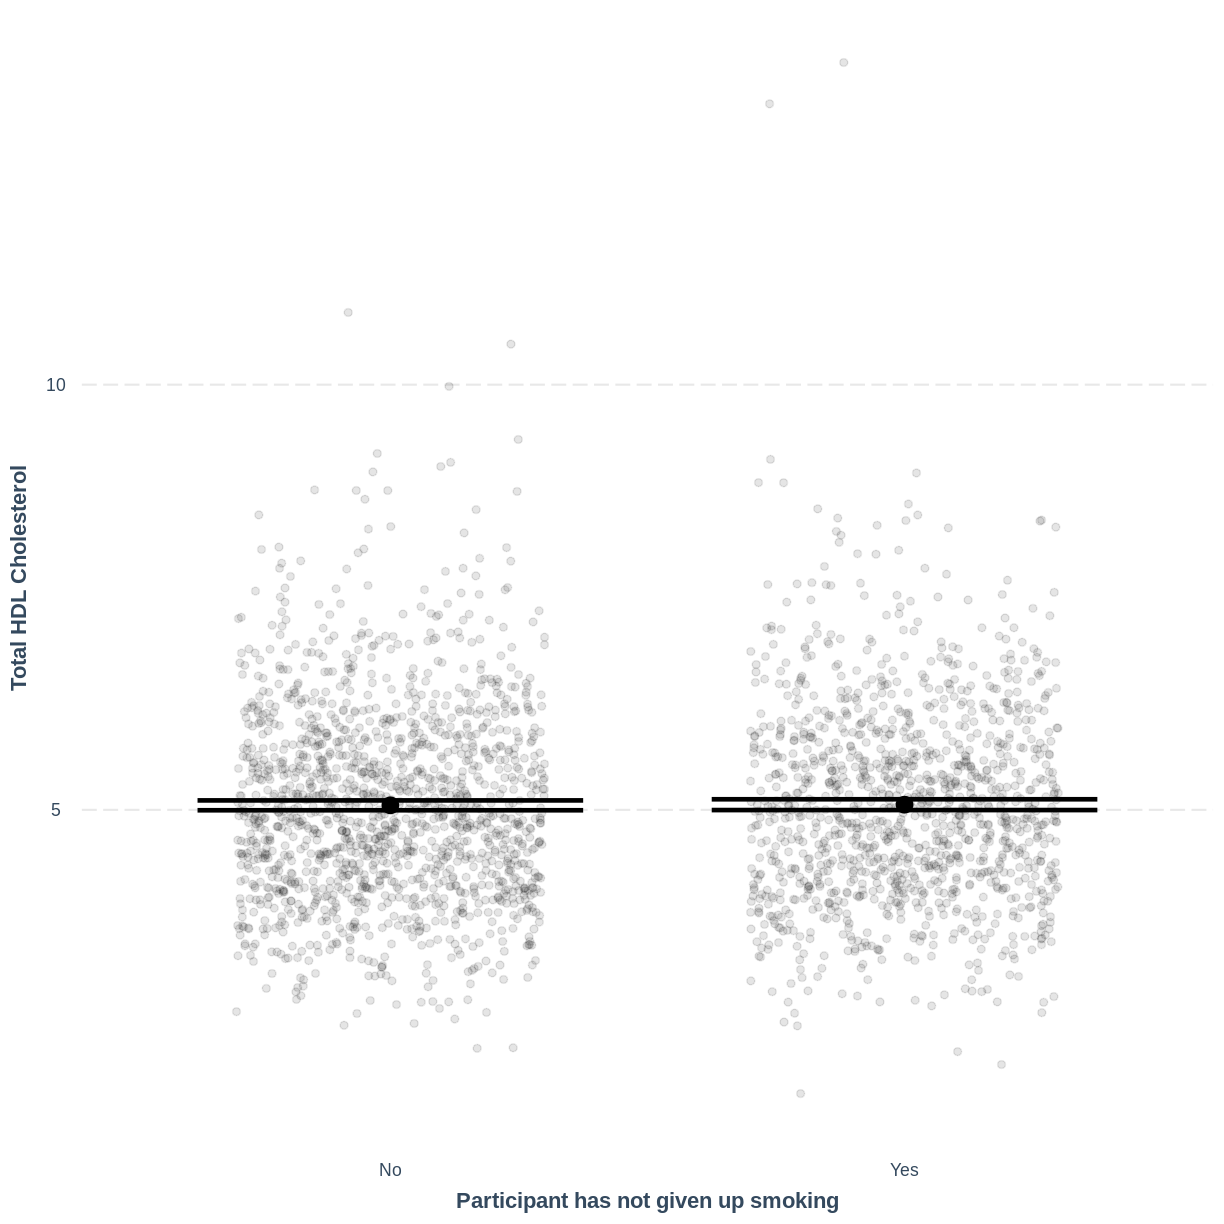 10
5
Total HDL Cholesterol
No
Yes
Participant has not given up smoking